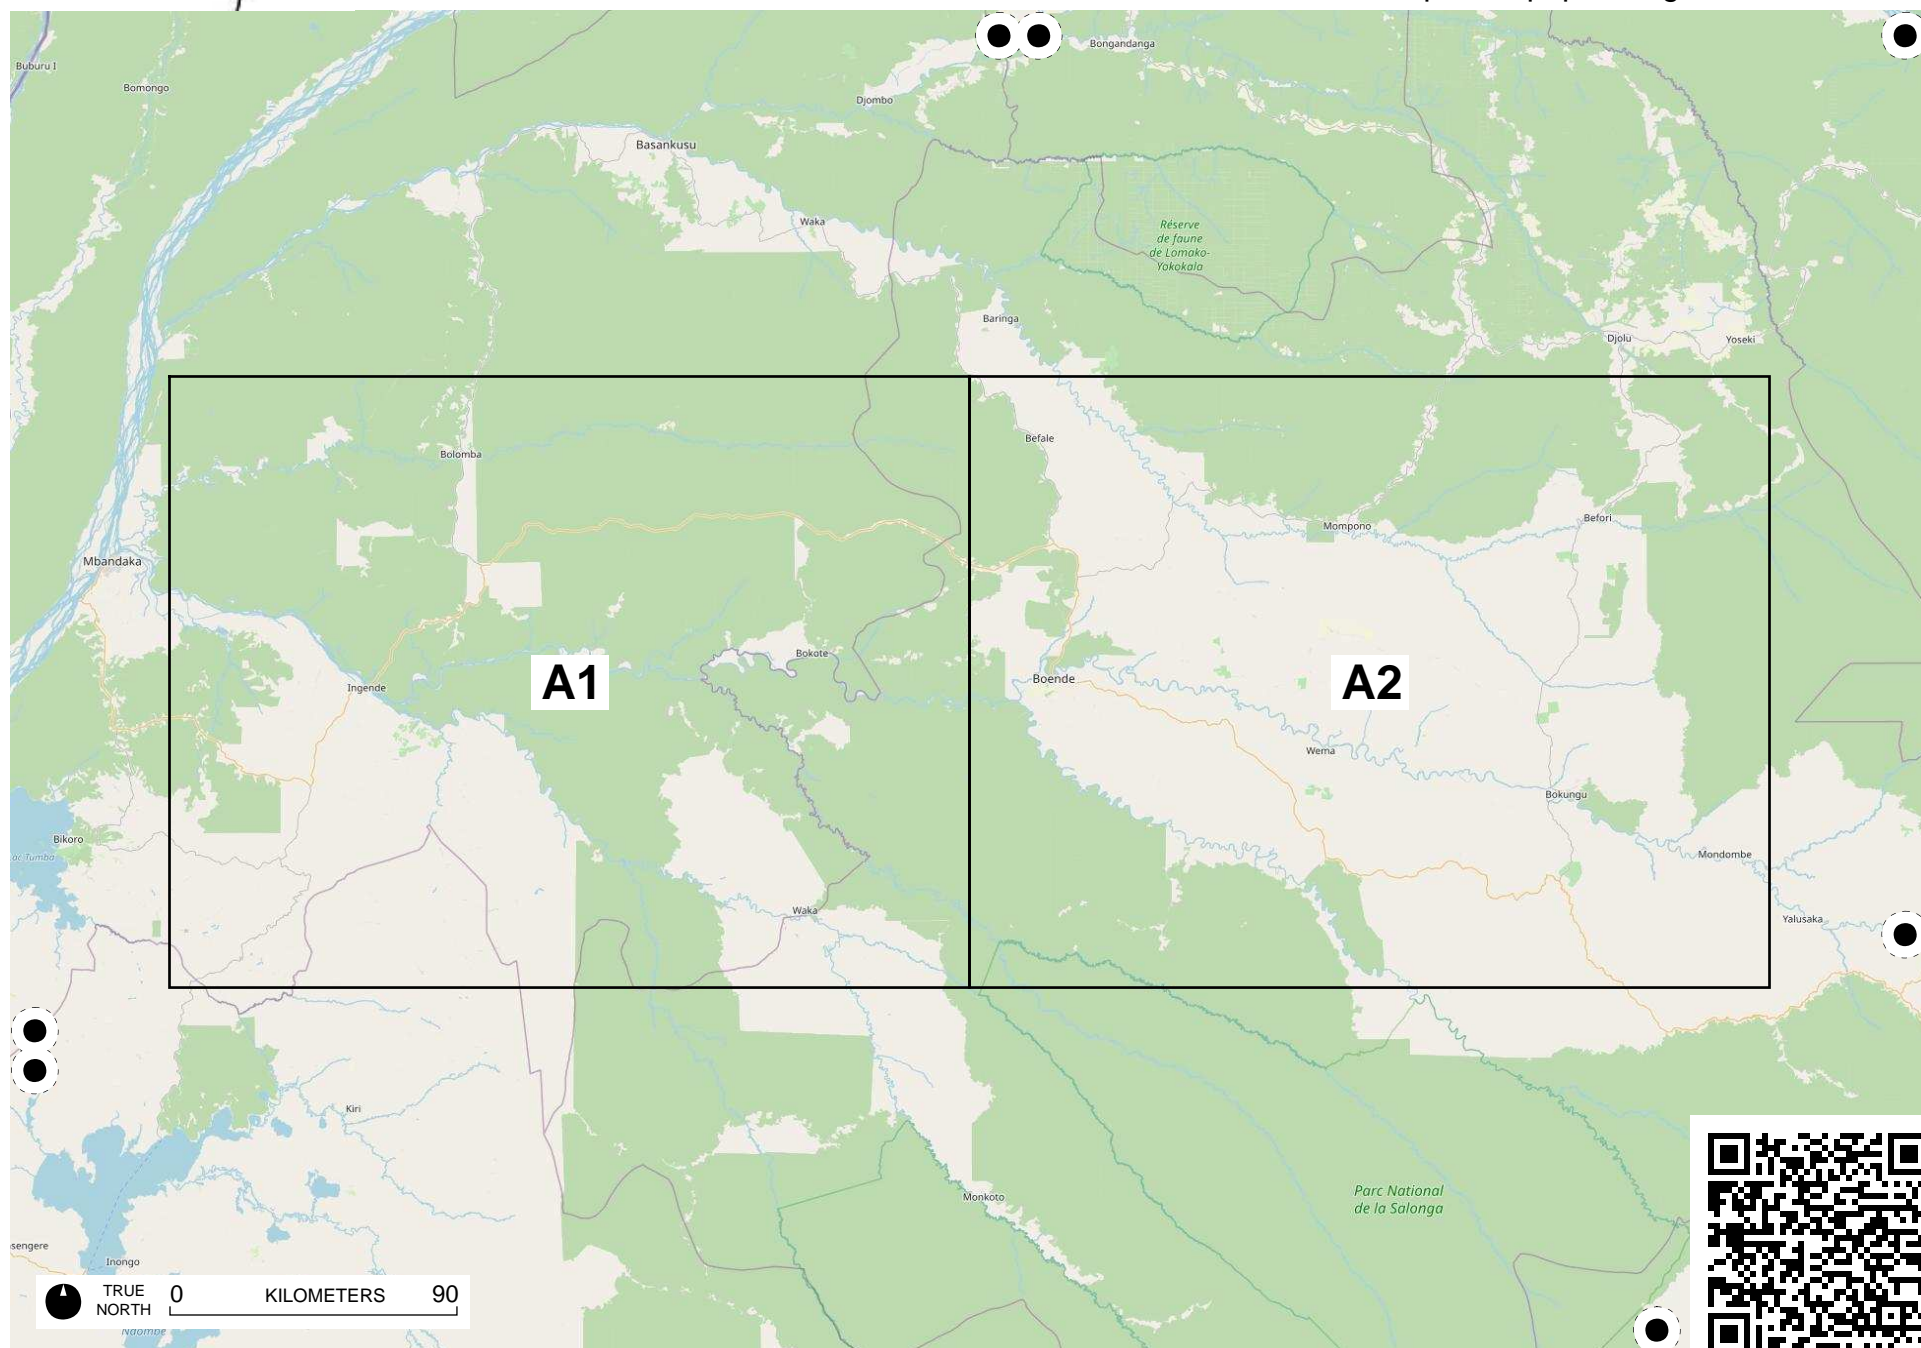 Buburu I
Bomongo
Bongandanga
Djombo
Basankusu
Waka
Réserve
de faune
de Lomako-
Yokokala
Baringa
Djolu
Yoseki
Befale
Bolomba
Mompono
Befori
Mbandaka
Bokote
A1
A2
Ingende
Boende
Wema
Bokungu
Bikoro
Mondombe
Waka
Yalusaka
Kiri
Monkoto
Parc National
de la Salonga
Inongo
TRUE
NORTH
0
KILOMETERS
90